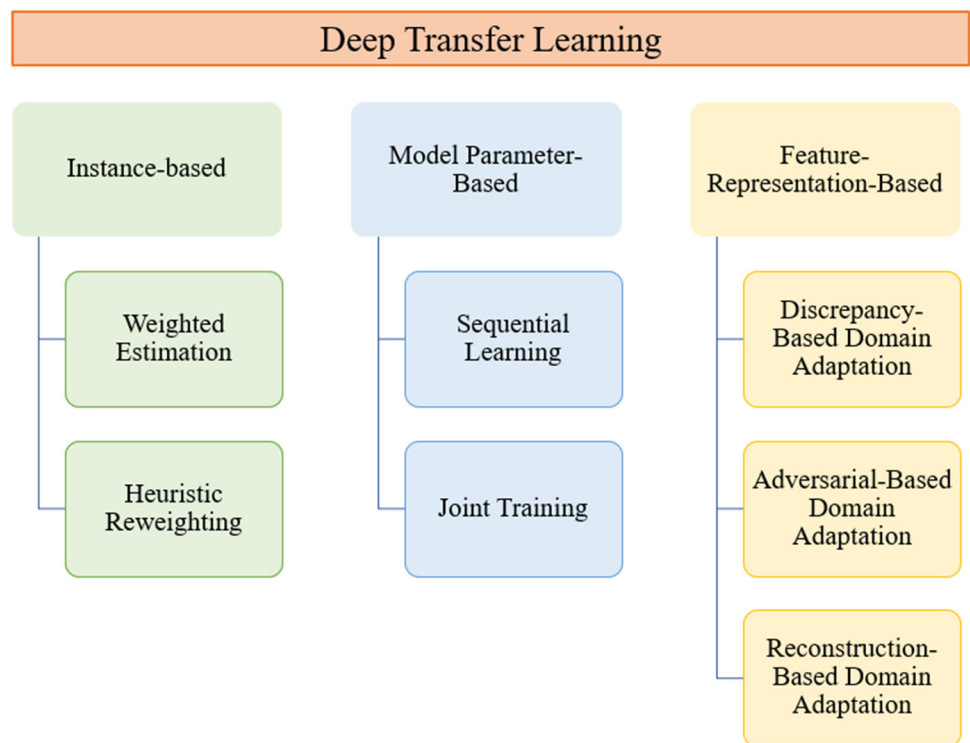 Deep Transfer Learning
Instance-based
Weighted
Estimation
Heuristic
Reweighting
Model Parameter-
Based
Sequential
Learning
Joint Training
Feature-
Representation-Based
Discrepancy-
Based Domain
Adaptation
Adversarial-Based
Domain
Adaptation
Reconstruction-
Based Domain
Adaptation